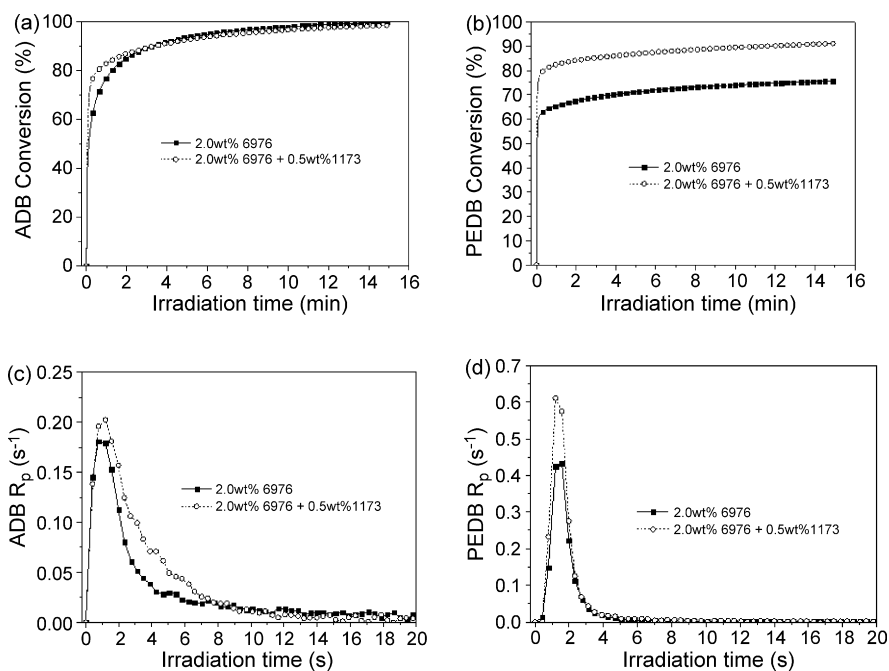 (a)
100
80
60
40
20
0
ADB Conversion (%)
2.0wt% 6976
2.0wt% 6976 + 0.5wt%1173
0 2 4 6 8 10 12 14 16
Irradiation time (min)
(b)
100
90
80
70
60
50
40
30
20
10
0
PEDB Conversion (%)
2.0wt% 6976
2.0wt% 6976 + 0.5wt%1173
0 2 4 6 8 10 12 14 16
Irradiation time (min)
(c)
0.25
0.20
0.15
0.10
0.05
0.00
ADB Rp (s-1)
2.0wt% 6976
2.0wt% 6976 + 0.5wt%1173
0 2 4 6 8 10 12 14 16 18 20
Irradiation time (s)
(d)
0.7
0.6
0.5
0.4
0.3
0.2
0.1
0.0
PEDB Rp (s-1)
2.0wt% 6976
2.0wt% 6976 + 0.5wt%1173
0 2 4 6 8 10 12 14 16 18 20
Irradiation time (s)